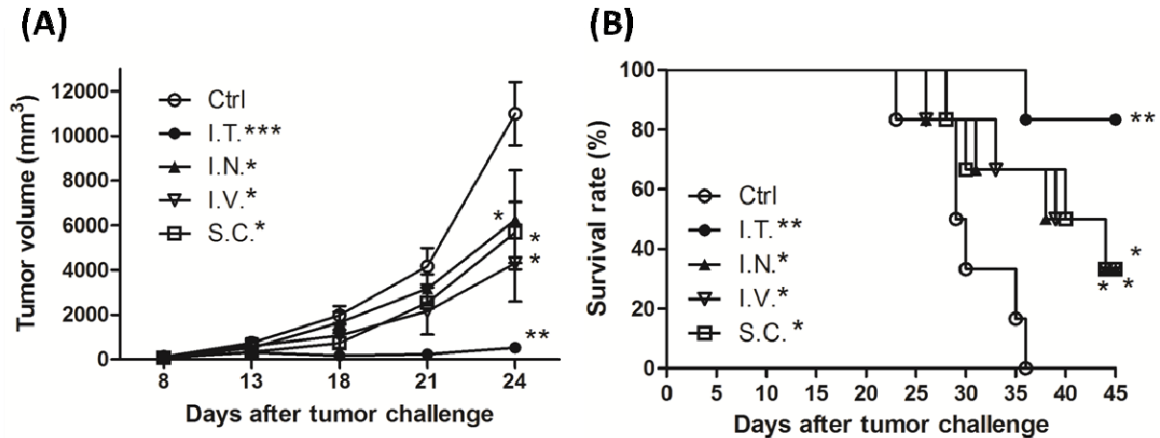 (A)
Tumor volume (mm³)
12000
10000
8000
6000
4000
2000
0
Ctrl
I.T.***
I.N.*
I.V.*
S.C.*
*
*
*
**
8 13 18 21 24
Days after tumor challenge
(B)
Survival rate (%)
100
80
60
40
20
0
Ctrl
I.T.**
I.N.*
I.V.*
S.C.*
**
*
* *
0 5 10 15 20 25 30 35 40 45
Days after tumor challenge